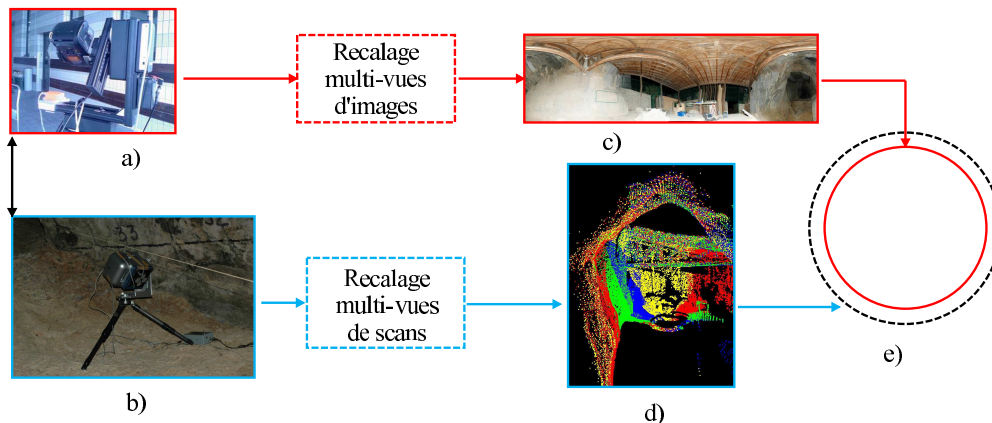 Recalage
multi-vues
d'images
a)
c)
Recalage
multi-vues
de scans
b)
d)
e)